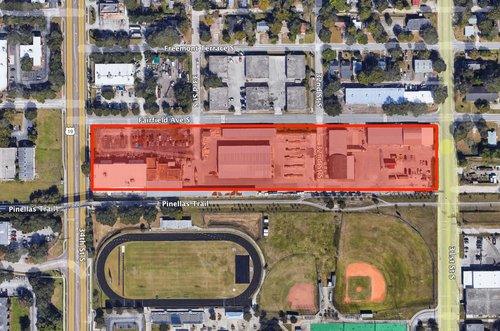 Freemont Terrace S
Fairfield Ave S
19
Pinellas Trail
Pinellas Trail
34th St S
31st St S